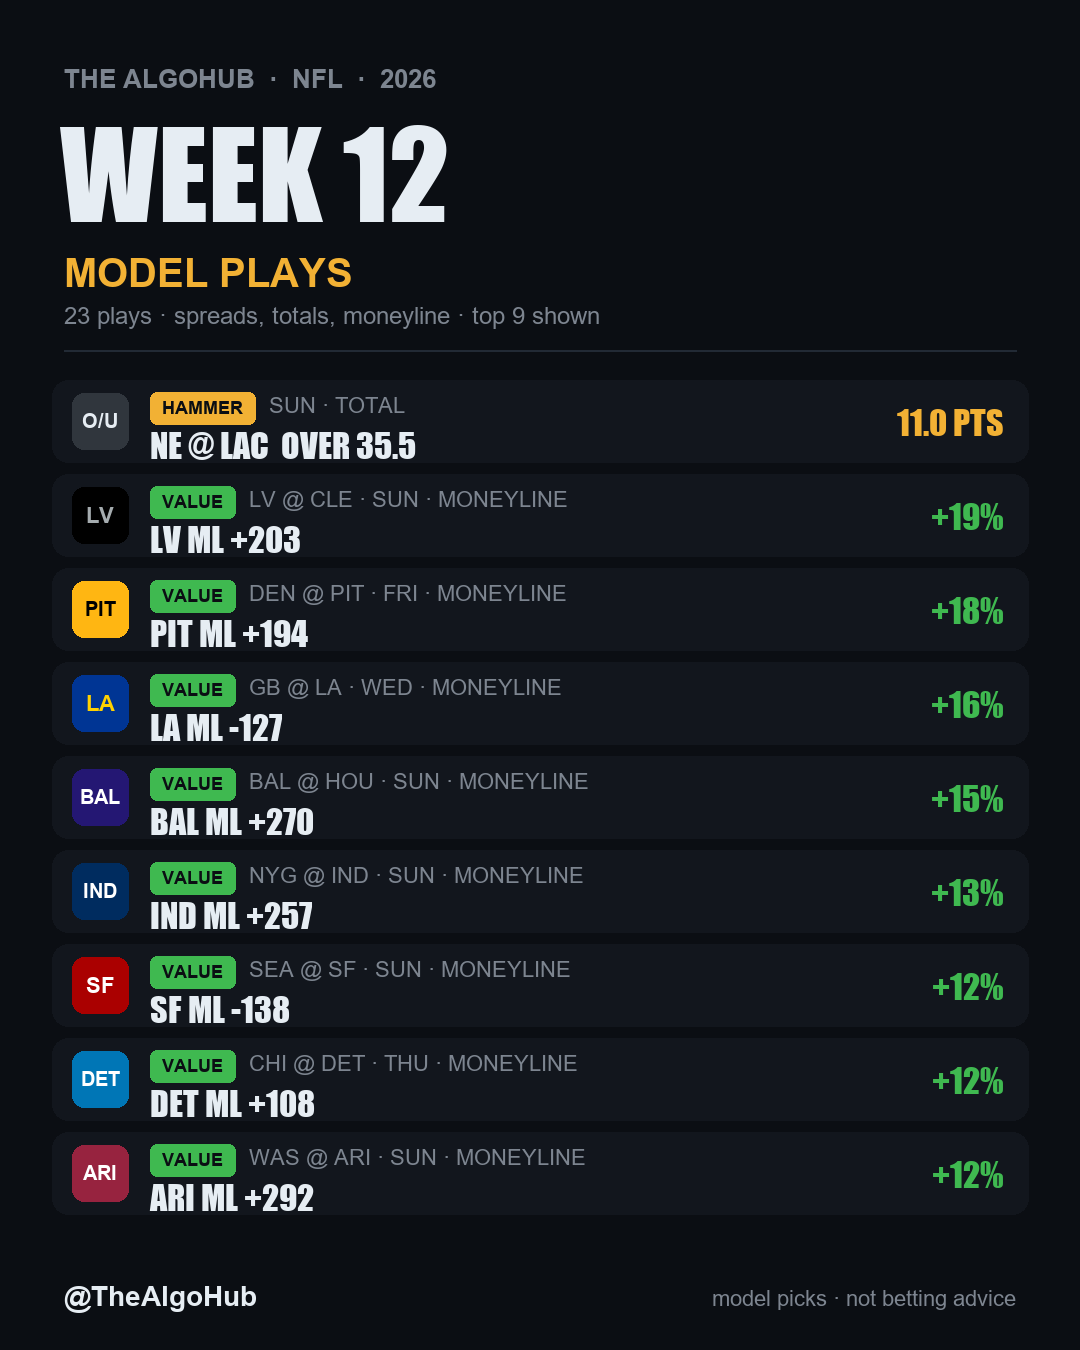 THE ALGOHUB · NFL · 2026
WEEK 12
MODEL PLAYS
23 plays · spreads, totals, moneyline · top 9 shown
O/U
HAMMER SUN · TOTAL
NE @ LAC OVER 35.5
11.0 PTS
LV
VALUE LV @ CLE · SUN · MONEYLINE
LV ML +203
+19%
PIT
VALUE DEN @ PIT · FRI · MONEYLINE
PIT ML +194
+18%
LA
VALUE GB @ LA · WED · MONEYLINE
LA ML -127
+16%
BAL
VALUE BAL @ HOU · SUN · MONEYLINE
BAL ML +270
+15%
IND
VALUE NYG @ IND · SUN · MONEYLINE
IND ML +257
+13%
SF
VALUE SEA @ SF · SUN · MONEYLINE
SF ML -138
+12%
DET
VALUE CHI @ DET · THU · MONEYLINE
DET ML +108
+12%
ARI
VALUE WAS @ ARI · SUN · MONEYLINE
ARI ML +292
+12%
@TheAlgoHub
model picks · not betting advice